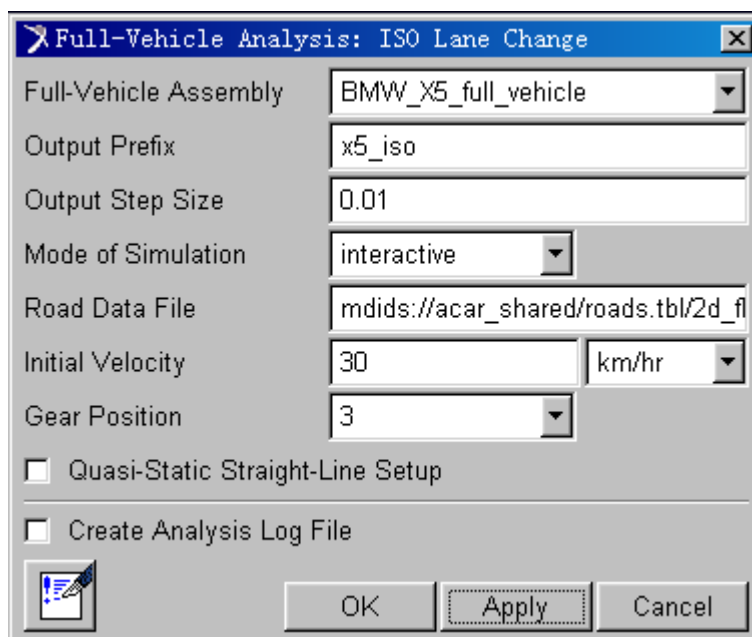 Full-Vehicle Analysis: ISO Lane Change
Full-Vehicle Assembly BMW_X5_full_vehicle
Output Prefix x5_iso
Output Step Size 0.01
Mode of Simulation interactive
Road Data File mdids://acar_shared/roads.tbl/2d_fl
Initial Velocity 30 km/hr
Gear Position 3
Quasi-Static Straight-Line Setup
Create Analysis Log File
OK Apply Cancel